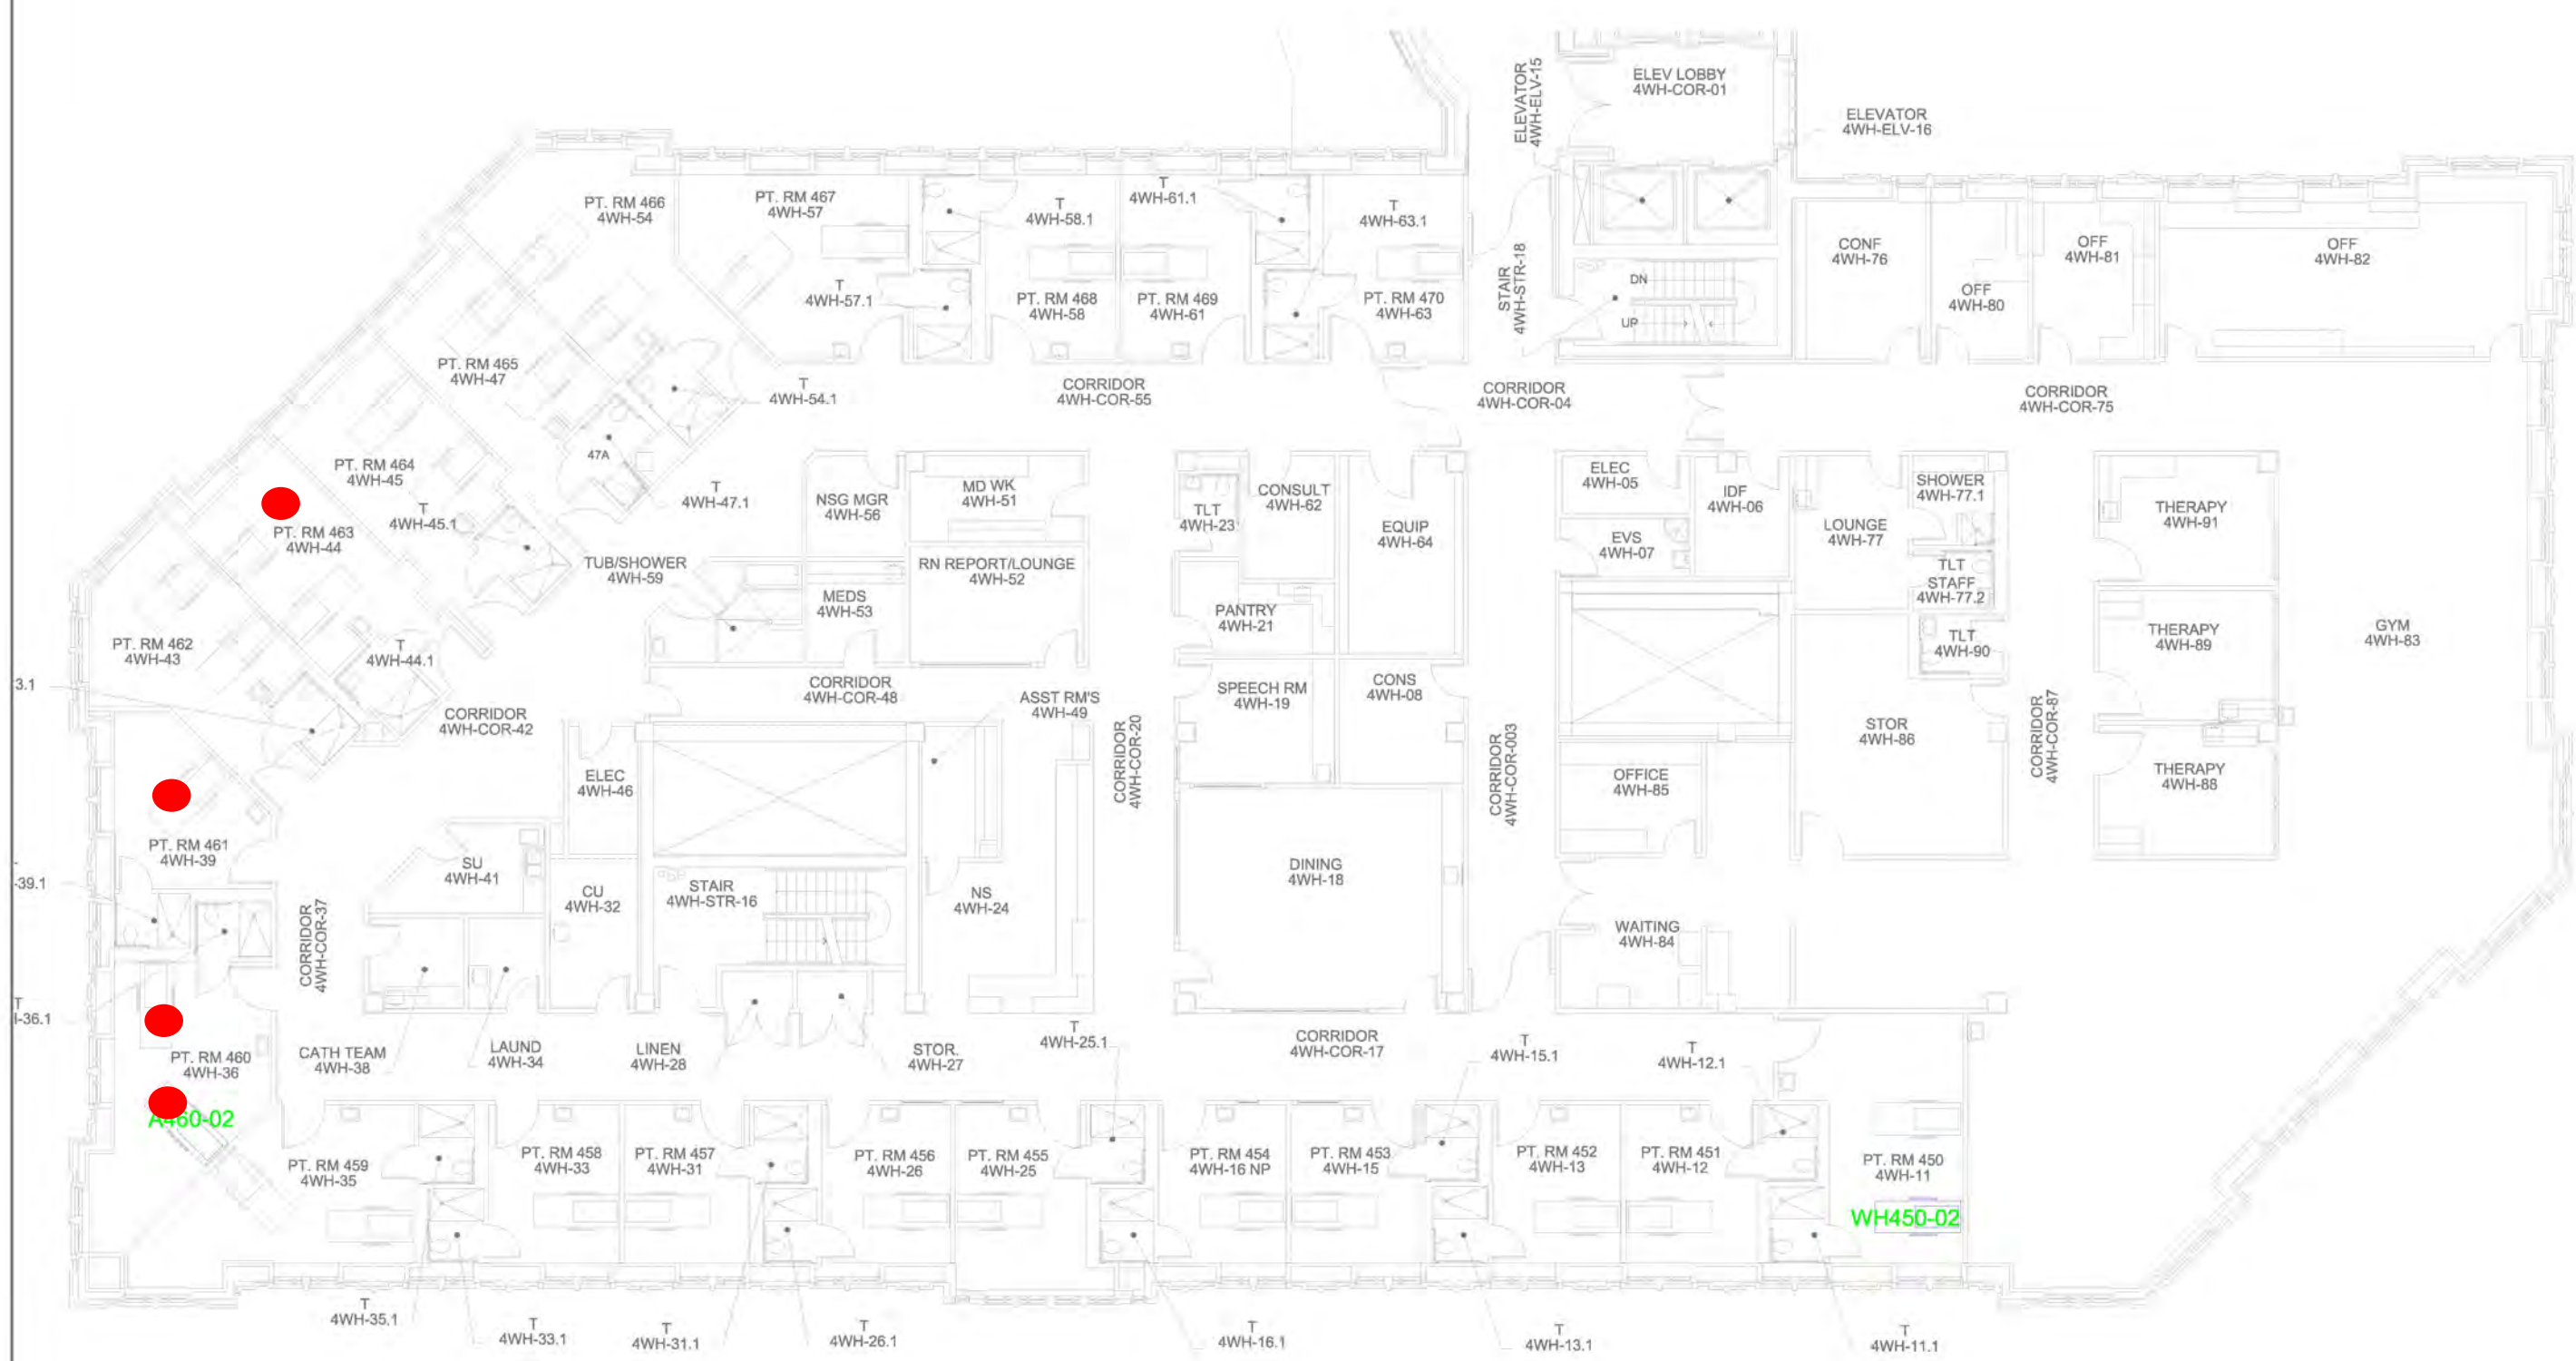 ELEVATOR
4WH-ELV-15
ELEV LOBBY
4WH-COR-01
ELEVATOR
4WH-ELV-16
PT. RM 466
4WH-54
PT. RM 467
4WH-57
T
4WH-58.1
T
4WH-61.1
T
4WH-63.1
T
4WH-57.1
PT. RM 468
4WH-58
PT. RM 469
4WH-61
PT. RM 470
4WH-63
STAIR
4WH-STR-18
DN
UP
CONF
4WH-76
OFF
4WH-80
OFF
4WH-81
OFF
4WH-82
PT. RM 465
4WH-47
T
4WH-54.1
CORRIDOR
4WH-COR-55
CORRIDOR
4WH-COR-04
CORRIDOR
4WH-COR-75
47A
PT. RM 464
4WH-45
T
4WH-45.1
T
4WH-47.1
PT. RM 463
4WH-44
NSG MGR
4WH-56
MD WK
4WH-51
TLT
4WH-23
CONSULT
4WH-62
EQUIP
4WH-64
ELEC
4WH-05
IDF
4WH-06
EVS
4WH-07
LOUNGE
4WH-77
SHOWER
4WH-77.1
TLT
STAFF
4WH-77.2
THERAPY
4WH-91
TUB/SHOWER
4WH-59
MEDS
4WH-53
RN REPORT/LOUNGE
4WH-52
PANTRY
4WH-21
TLT
4WH-90
THERAPY
4WH-89
GYM
4WH-83
PT. RM 462
4WH-43
T
4WH-44.1
3.1
CORRIDOR
4WH-COR-42
CORRIDOR
4WH-COR-48
ASST RM'S
4WH-49
SPEECH RM
4WH-19
CONS
4WH-08
CORRIDOR
4WH-COR-20
CORRIDOR
4WH-COR-003
STOR
4WH-86
CORRIDOR
4WH-COR-87
THERAPY
4WH-88
ELEC
4WH-46
OFFICE
4WH-85
PT. RM 461
4WH-39
-39.1
SU
4WH-41
CU
4WH-32
STAIR
4WH-STR-16
NS
4WH-24
DINING
4WH-18
CORRIDOR
4WH-COR-37
WAITING
4WH-84
T
I-36.1
PT. RM 460
4WH-36
CATH TEAM
4WH-38
LAUND
4WH-34
LINEN
4WH-28
STOR.
4WH-27
T
4WH-25.1
CORRIDOR
4WH-COR-17
T
4WH-15.1
T
4WH-12.1
A460-02
PT. RM 459
4WH-35
PT. RM 458
4WH-33
PT. RM 457
4WH-31
PT. RM 456
4WH-26
PT. RM 455
4WH-25
PT. RM 454
4WH-16 NP
PT. RM 453
4WH-15
PT. RM 452
4WH-13
PT. RM 451
4WH-12
PT. RM 450
4WH-11
WH450-02
T
4WH-35.1
T
4WH-33.1
T
4WH-31.1
T
4WH-26.1
T
4WH-16.1
T
4WH-13.1
T
4WH-11.1